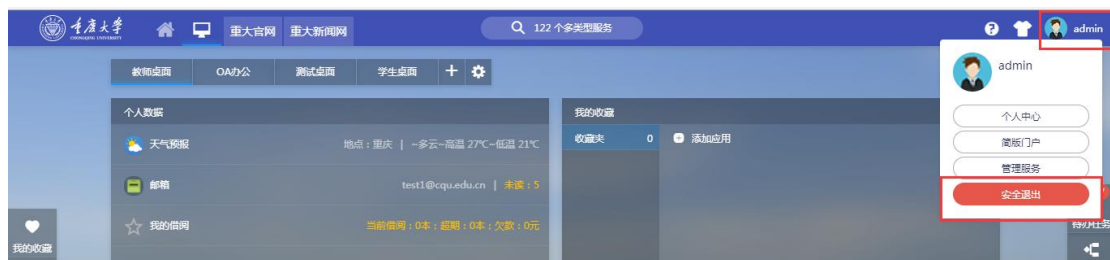 重庆大学
CHONGQING UNIVERSITY
重大官网
重大新闻网
122 个多类型服务
admin
教师桌面
OA办公
测试桌面
学生桌面
admin
个人中心
简版门户
管理服务
安全退出
个人数据
天气预报
地点：重庆 | ~多云~高温 27℃~低温 21℃
邮箱
test1@cqu.edu.cn | 未读：5
我的借阅
当前借阅：0本；超期：0本；欠款：0元
我的收藏
收藏夹 0
添加应用
我的收藏
待办任务